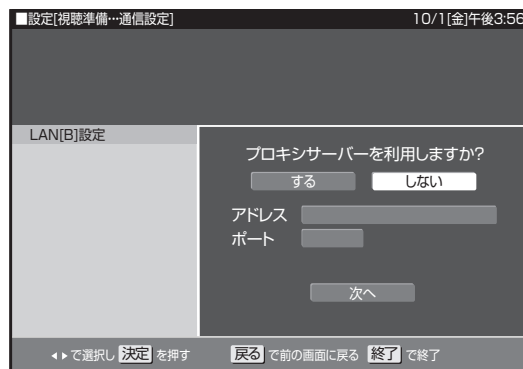 ■設定[視聴準備…通信設定] 10/1[金]午後3:56
LAN[B]設定
プロキシサーバーを利用しますか?
する しない
アドレス
ポート
次へ
◀▶で選択し 決定 を押す 戻る で前の画面に戻る 終了 で終了